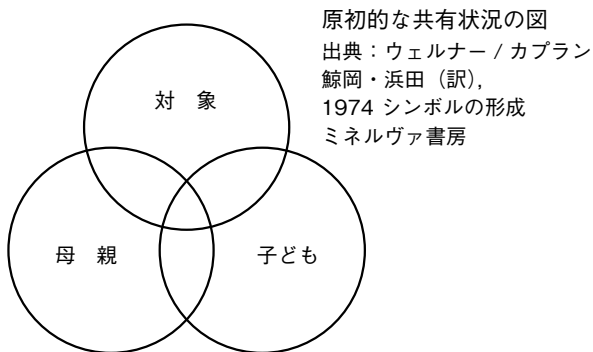 原初的な共有状況の図
出典：ウェルナー / カプラン
鯨岡・浜田（訳），
1974 シンボルの形成
ミネルヴァ書房
対　象
母　親
子ども